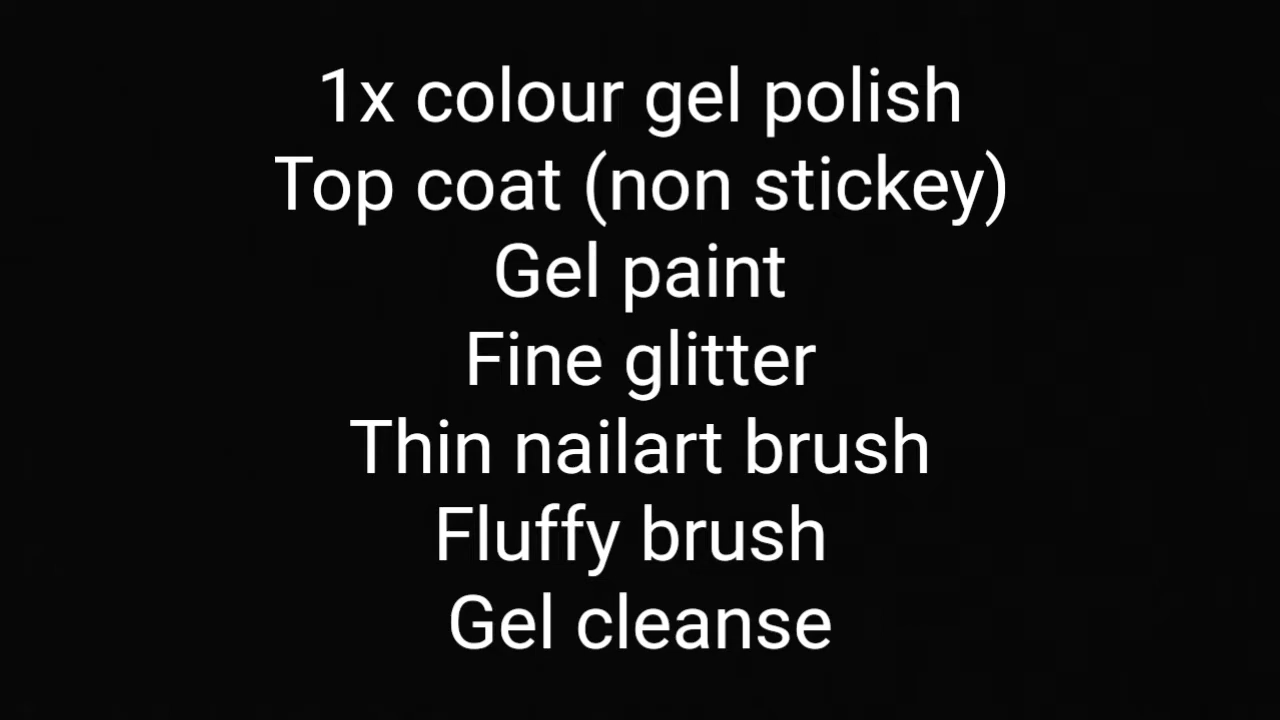 1x colour gel polish
Top coat (non stickey)
Gel paint
Fine glitter
Thin nailart brush
Fluffy brush
Gel cleanse